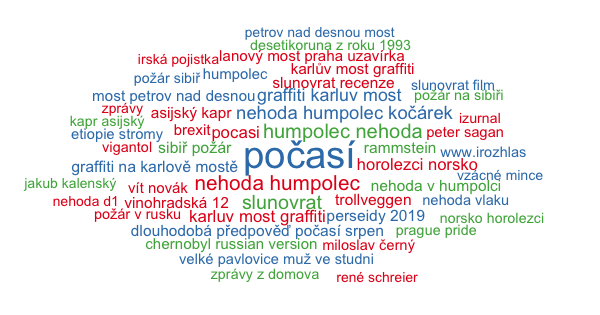 petrov nad desnou most
desetikoruna z roku 1993
irská pojistka lanový most praha uzavírka
karlův most graffiti
požár sibiř humpolec slunovrat recenze slunovrat film
most petrov nad desnou graffiti karluv most požár na sibiři
zprávy asijský kapr nehoda humpolec kočárek izurnal
kapr asijský
etiopie stromy brexit pocasi humpolec nehoda peter sagan
vigantol sibiř požár počasí rammstein www.irozhlas
graffiti na karlově mostě horolezci norsko
vzácné mince
jakub kalenský vít novák nehoda humpolec nehoda v humpolci
nehoda d1 vinohradská 12 slunovrat trollveggen nehoda vlaku
požár v rusku karluv most graffiti perseidy 2019 norsko horolezci
dlouhodobá předpověď počasí srpen prague pride
chernobyl russian version miloslav černý
velké pavlovice muž ve studni
zprávy z domova rené schreier